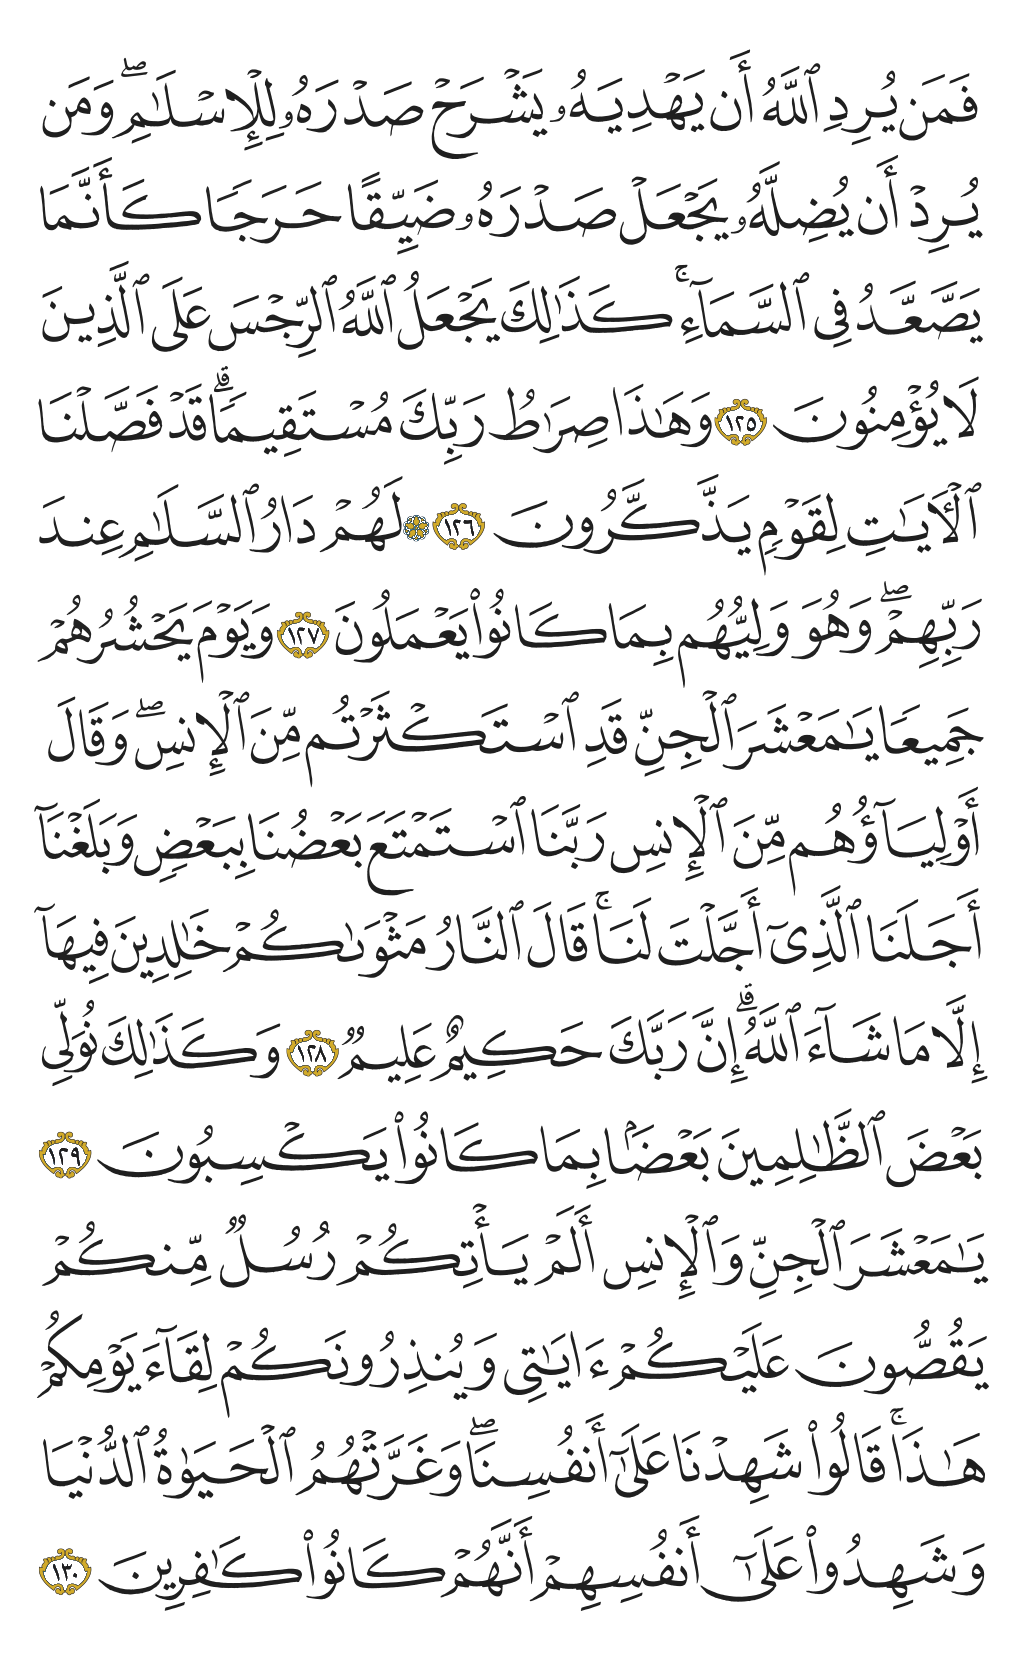 فَمَن يُرِدِ ٱللَّهُ أَن يَهْدِيَهُۥ يَشْرَحْ صَدْرَهُۥ لِلْإِسْلَٰمِ ۖ وَمَن
يُرِدْ أَن يُضِلَّهُۥ يَجْعَلْ صَدْرَهُۥ ضَيِّقًا حَرَجًا كَأَنَّمَا
يَصَّعَّدُ فِى ٱلسَّمَآءِ ۚ كَذَٰلِكَ يَجْعَلُ ٱللَّهُ ٱلرِّجْسَ عَلَى ٱلَّذِينَ
لَا يُؤْمِنُونَ ١٢٥ وَهَٰذَا صِرَٰطُ رَبِّكَ مُسْتَقِيمًا ۗ قَدْ فَصَّلْنَا
ٱلْءَايَٰتِ لِقَوْمٍ يَذَّكَّرُونَ ١٢٦ ۞ لَهُمْ دَارُ ٱلسَّلَٰمِ عِندَ
رَبِّهِمْ ۖ وَهُوَ وَلِيُّهُم بِمَا كَانُوا۟ يَعْمَلُونَ ١٢٧ وَيَوْمَ يَحْشُرُهُمْ
جَمِيعًا يَٰمَعْشَرَ ٱلْجِنِّ قَدِ ٱسْتَكْثَرْتُم مِّنَ ٱلْإِنسِ ۖ وَقَالَ
أَوْلِيَآؤُهُم مِّنَ ٱلْإِنسِ رَبَّنَا ٱسْتَمْتَعَ بَعْضُنَا بِبَعْضٍ وَبَلَغْنَآ
أَجَلَنَا ٱلَّذِىٓ أَجَّلْتَ لَنَا ۚ قَالَ ٱلنَّارُ مَثْوَىٰكُمْ خَٰلِدِينَ فِيهَآ
إِلَّا مَا شَآءَ ٱللَّهُ ۗ إِنَّ رَبَّكَ حَكِيمٌ عَلِيمٌ ١٢٨ وَكَذَٰلِكَ نُوَلِّى
بَعْضَ ٱلظَّٰلِمِينَ بَعْضًۢا بِمَا كَانُوا۟ يَكْسِبُونَ ١٢٩
يَٰمَعْشَرَ ٱلْجِنِّ وَٱلْإِنسِ أَلَمْ يَأْتِكُمْ رُسُلٌ مِّنكُمْ
يَقُصُّونَ عَلَيْكُمْ ءَايَٰتِى وَيُنذِرُونَكُمْ لِقَآءَ يَوْمِكُمْ
هَٰذَا ۚ قَالُوا۟ شَهِدْنَا عَلَىٰٓ أَنفُسِنَا ۖ وَغَرَّتْهُمُ ٱلْحَيَوٰةُ ٱلدُّنْيَا
وَشَهِدُوا۟ عَلَىٰٓ أَنفُسِهِمْ أَنَّهُمْ كَانُوا۟ كَٰفِرِينَ ١٣٠